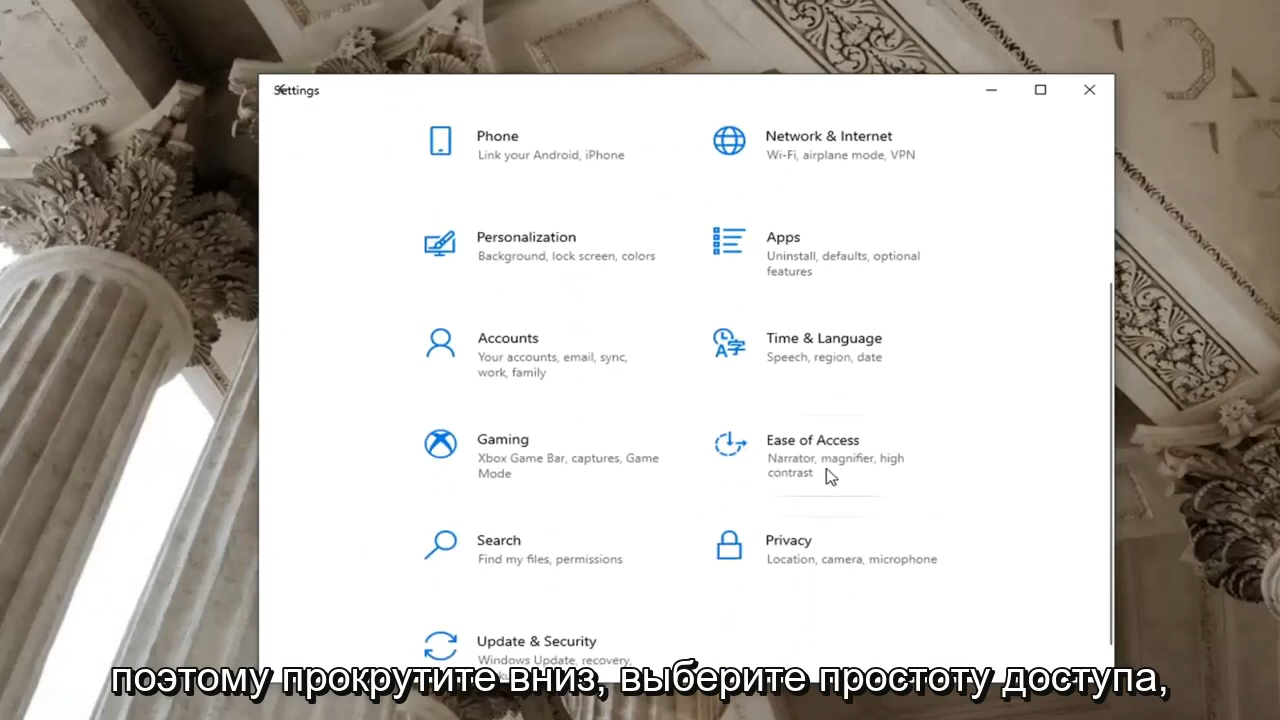 Settings
Phone
Link your Android, iPhone
Network & Internet
Wi-Fi, airplane mode, VPN
Personalization
Background, lock screen, colors
Apps
Uninstall, defaults, optional
features
Accounts
Your accounts, email, sync,
work, family
Time & Language
Speech, region, date
Gaming
Xbox Game Bar, captures, Game
Mode
Ease of Access
Narrator, magnifier, high
contrast
Search
Find my files, permissions
Privacy
Location, camera, microphone
Update & Security
Windows Update, recovery,
поэтому прокрутите вниз, выберите простоту доступа,